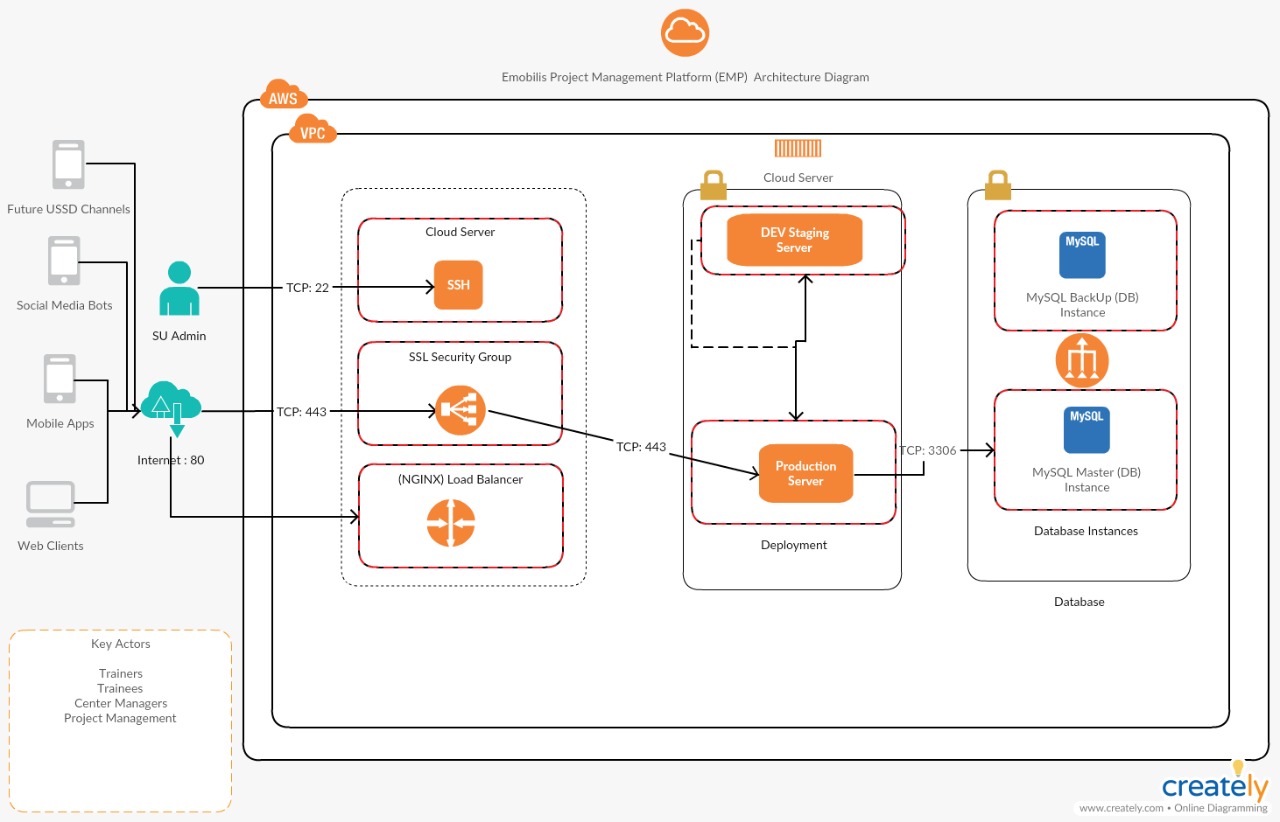 Emobilis Project Management Platform (EMP)  Architecture Diagram
AWS
VPC
Future USSD Channels
Social Media Bots
Mobile Apps
Web Clients
SU Admin
Internet : 80
TCP: 22
TCP: 443
Cloud Server
SSH
SSL Security Group
(NGINX) Load Balancer
TCP: 443
Cloud Server
DEV Staging
Server
Production
Server
Deployment
TCP: 3306
MySQL
MySQL BackUp (DB)
Instance
MySQL
MySQL Master (DB)
Instance
Database Instances
Database
Key Actors
Trainers
Trainees
Center Managers
Project Management
creately
www.creately.com • Online Diagramming